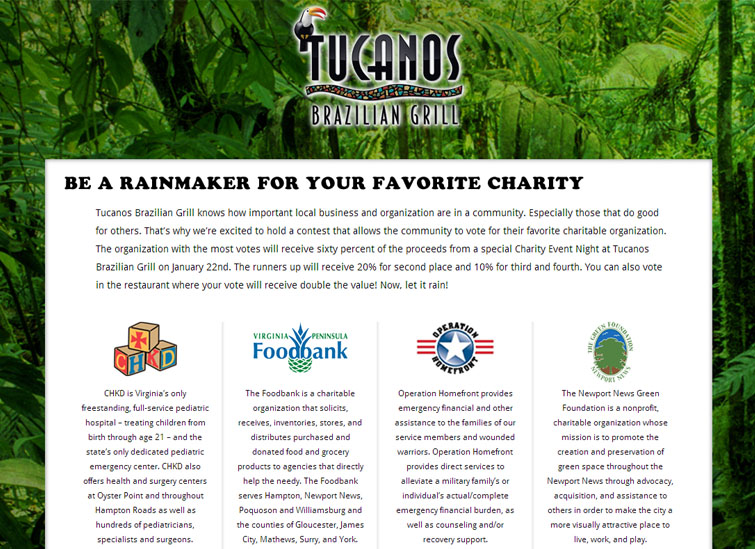 TUCANOS
BRAZILIAN GRILL
BE A RAINMAKER FOR YOUR FAVORITE CHARITY
Tucanos Brazilian Grill knows how important local business and organization are in a community. Especially those that do good
for others. That's why we're excited to hold a contest that allows the community to vote for their favorite charitable organization.
The organization with the most votes will receive sixty percent of the proceeds from a special Charity Event Night at Tucanos
Brazilian Grill on January 22nd. The runners up will receive 20% for second place and 10% for third and fourth. You can also vote
in the restaurant where your vote will receive double the value! Now, let it rain!
CHKD
CHKD is Virginia's only
freestanding, full-service pediatric
hospital – treating children from
birth through age 21 – and the
state's only dedicated pediatric
emergency center. CHKD also
offers health and surgery centers
at Oyster Point and throughout
Hampton Roads as well as
hundreds of pediatricians,
specialists and surgeons.
VIRGINIA PENINSULA
Foodbank
The Foodbank is a charitable
organization that solicits,
receives, inventories, stores, and
distributes purchased and
donated food and grocery
products to agencies that directly
help the needy. The Foodbank
serves Hampton, Newport News,
Poquoson and Williamsburg and
the counties of Gloucester, James
City, Mathews, Surry, and York.
OPERATION
HOMEFRONT
Operation Homefront provides
emergency financial and other
assistance to the families of our
service members and wounded
warriors. Operation Homefront
provides direct services to
alleviate a military family's or
individual's actual/complete
emergency financial burden, as
well as counseling and/or
recovery support.
THE GREEN FOUNDATION
NEWPORT NEWS
The Newport News Green
Foundation is a nonprofit,
charitable organization whose
mission is to promote the
creation and preservation of
green space throughout the
Newport News through advocacy,
acquisition, and assistance to
others in order to make the city a
more visually attractive place to
live, work, and play.